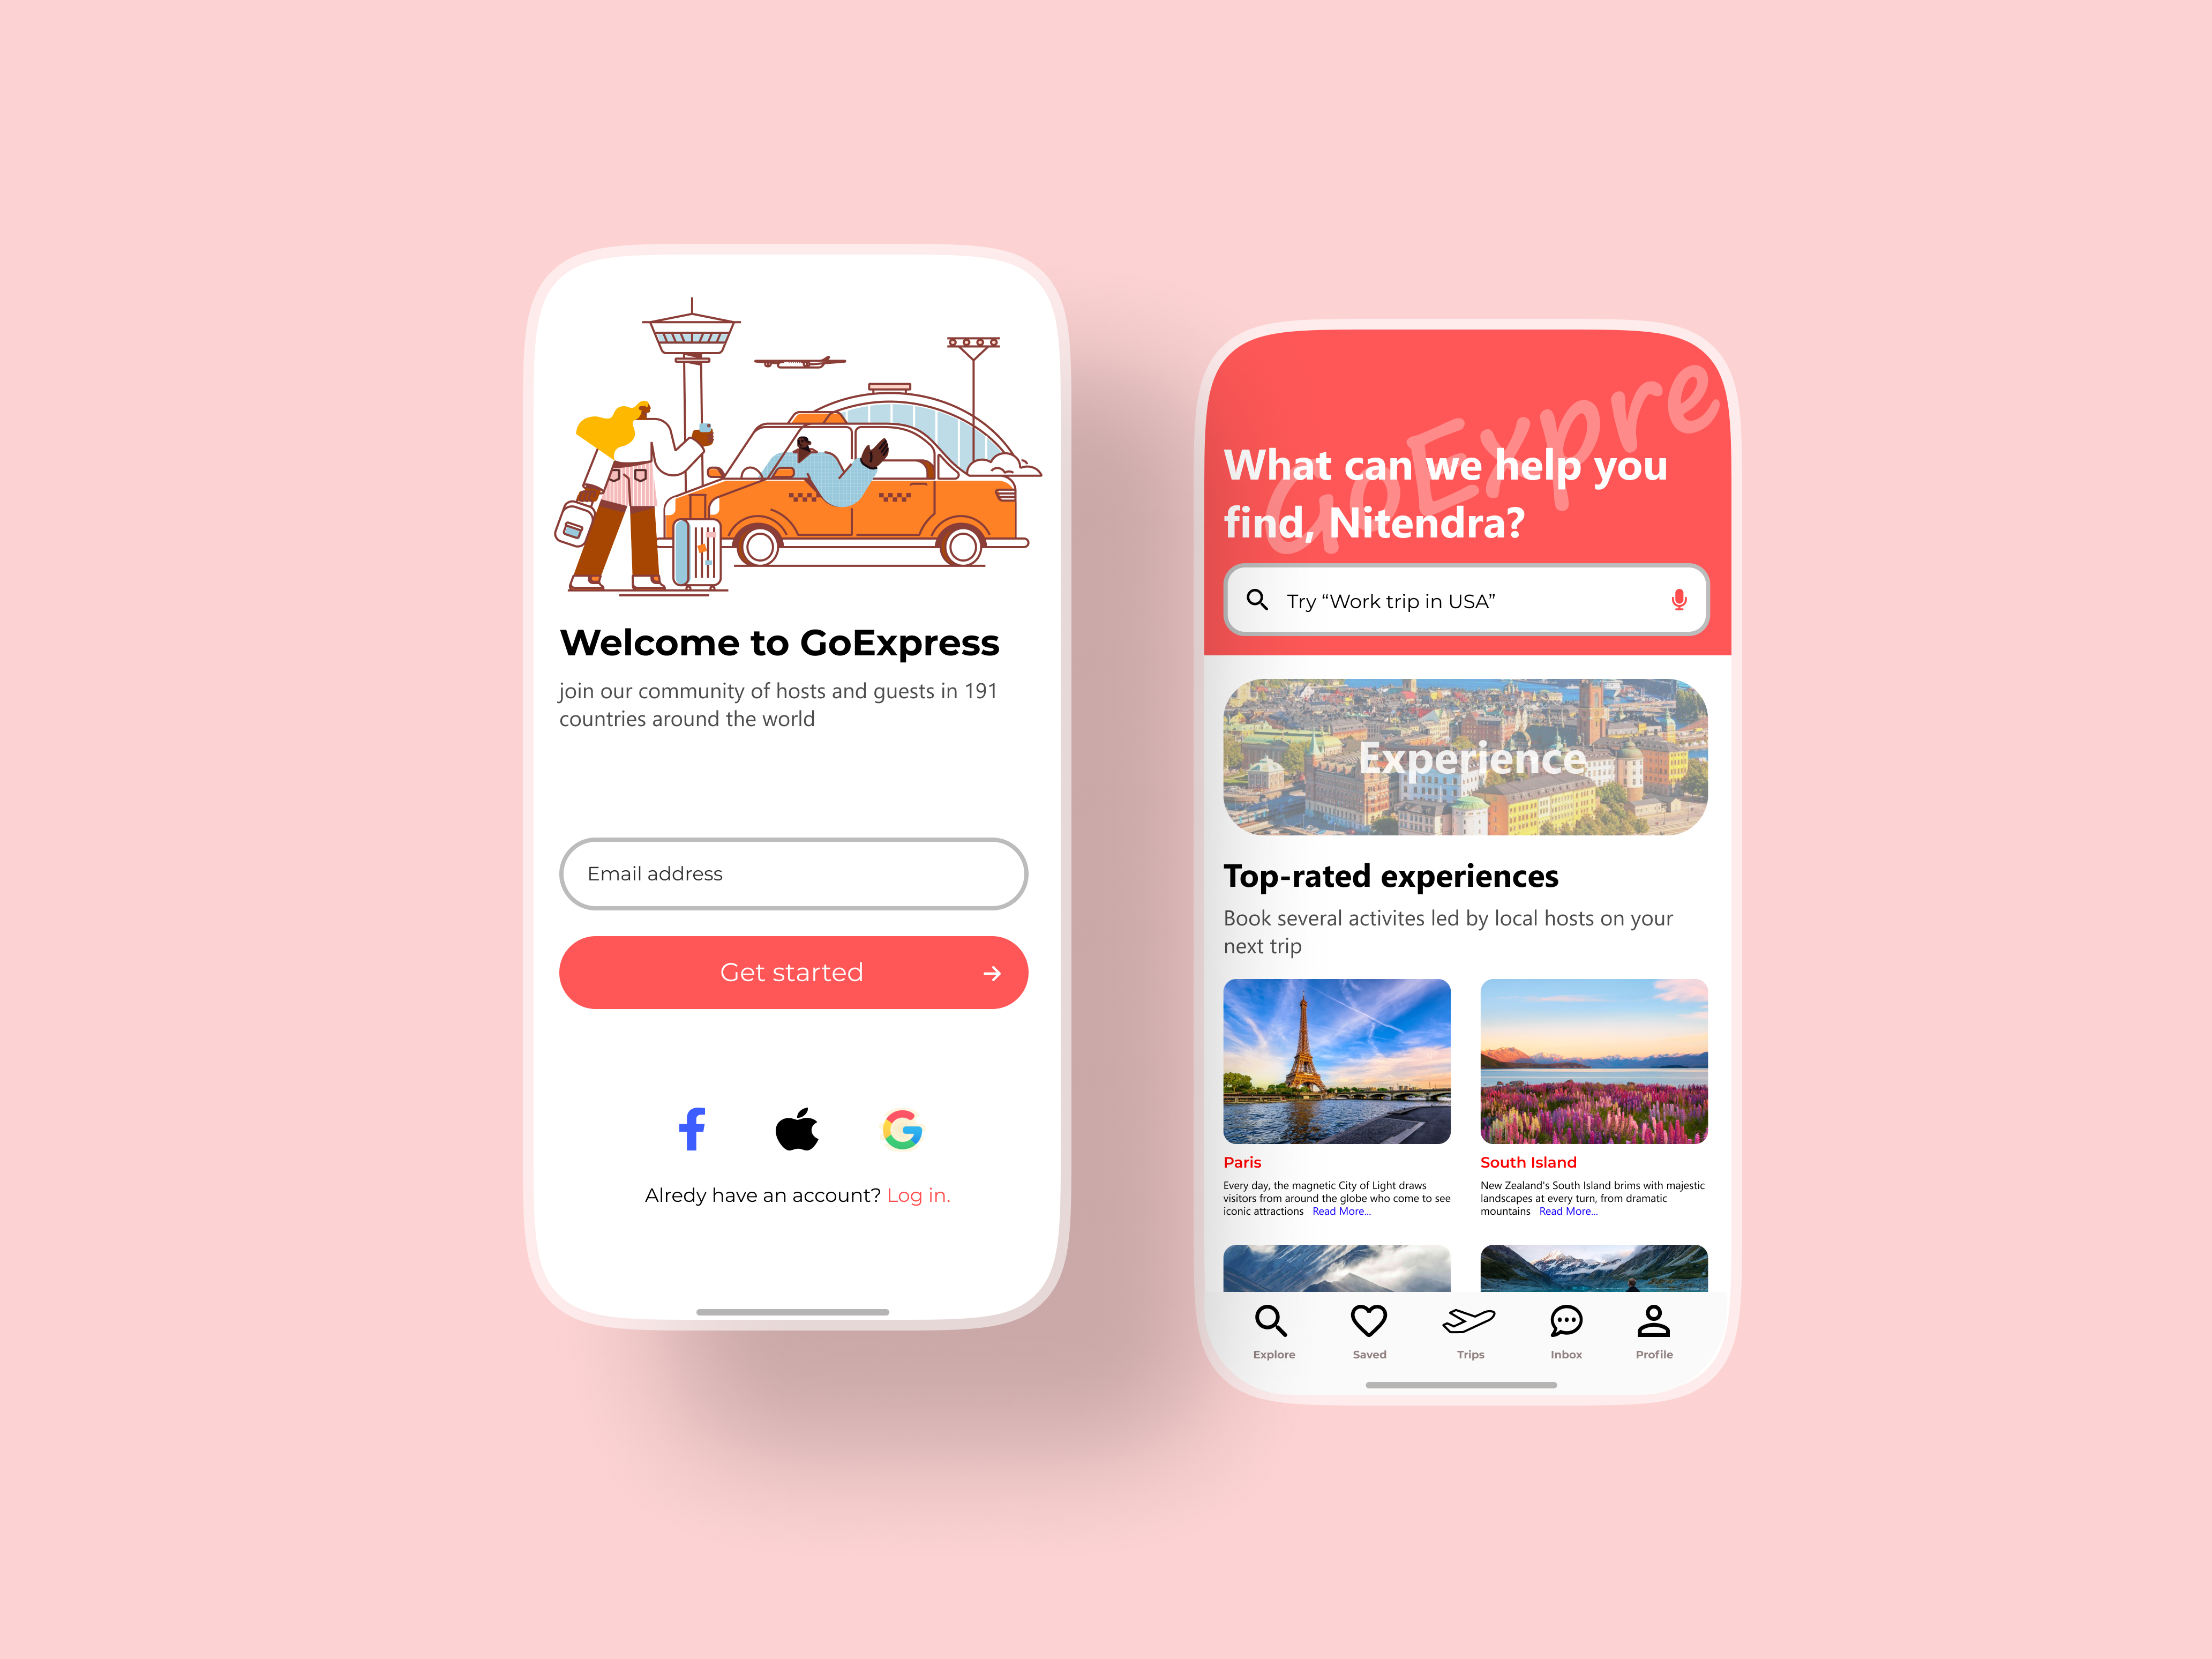 Welcome to GoExpress
join our community of hosts and guests in 191
countries around the world
Email address
Get started
Alredy have an account? Log in.
GoExpre
What can we help you
find, Nitendra?
Try “Work trip in USA”
Experience
Top-rated experiences
Book several activites led by local hosts on your
next trip
Paris
Every day, the magnetic City of Light draws
visitors from around the globe who come to see
iconic attractions Read More...
South Island
New Zealand's South Island brims with majestic
landscapes at every turn, from dramatic
mountains Read More...
Explore
Saved
Trips
Inbox
Profile